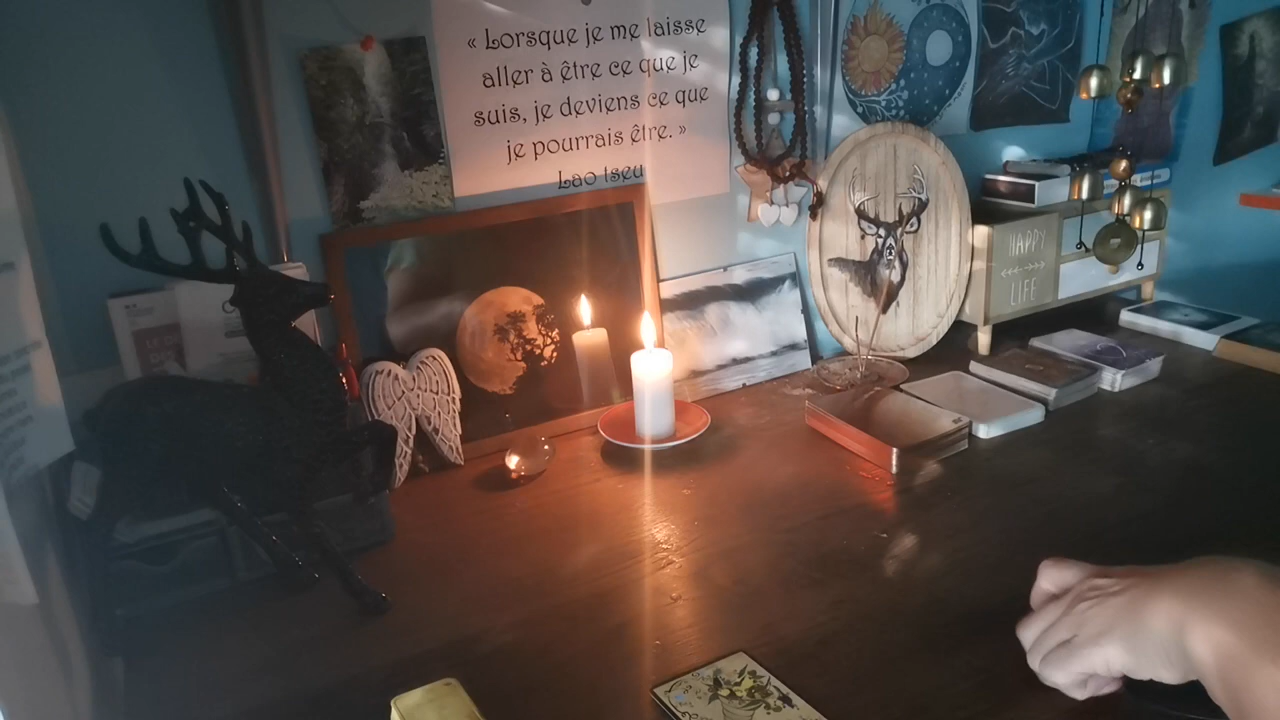 « Lorsque je me laisse
aller à être ce que je
suis, je deviens ce que
je pourrais être. »
Lao tseu
HAPPY
LIFE